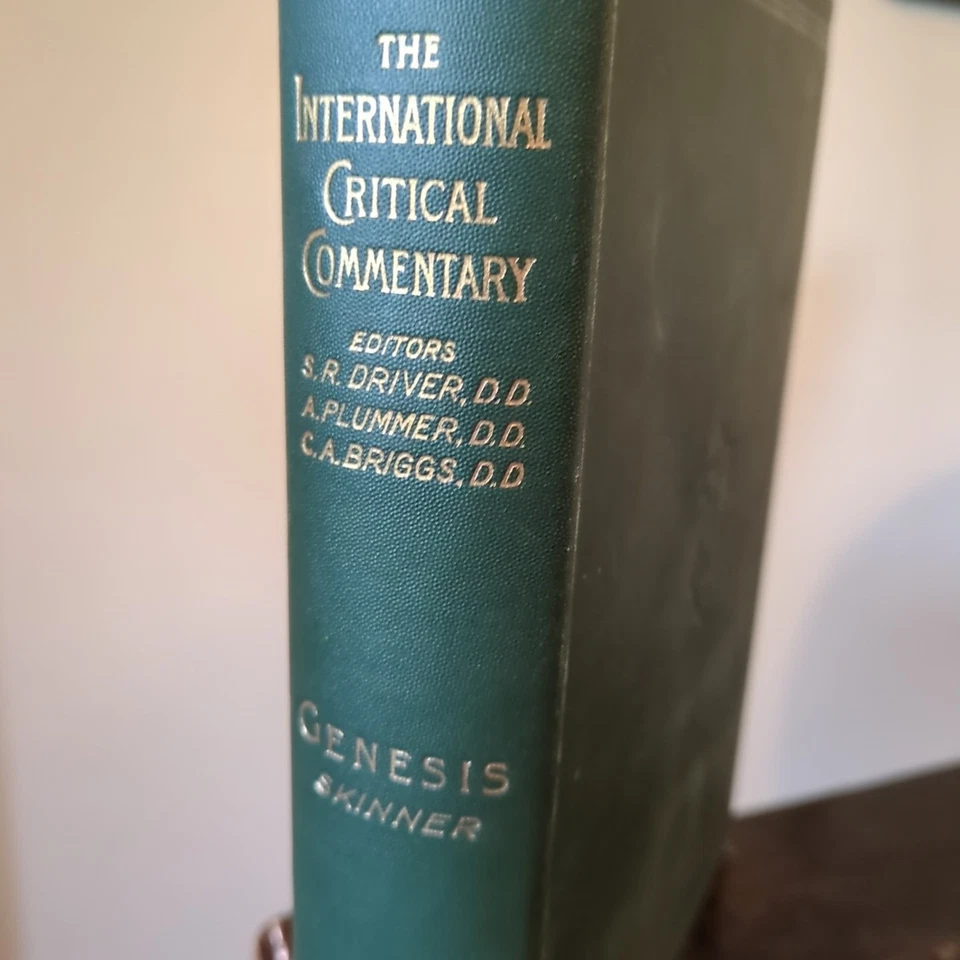 THE
INTERNATIONAL
CRITICAL
COMMENTARY
EDITORS
S.R. DRIVER, D.D.
A.PLUMMER, D.D.
C.A.BRIGGS, D.D
GENESIS
SKINNER